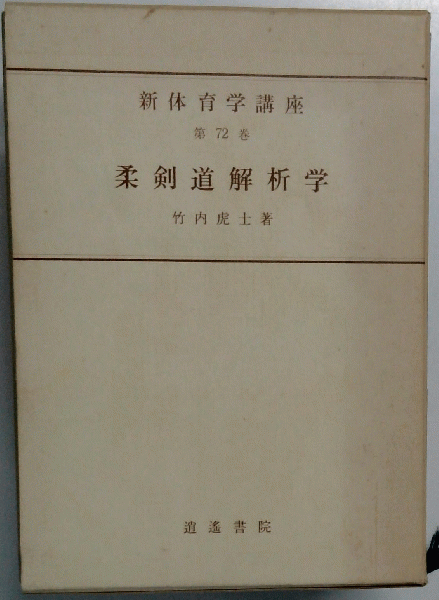 新体育学講座
第72巻
柔剣道解析学
竹内虎士著
逍遙書院